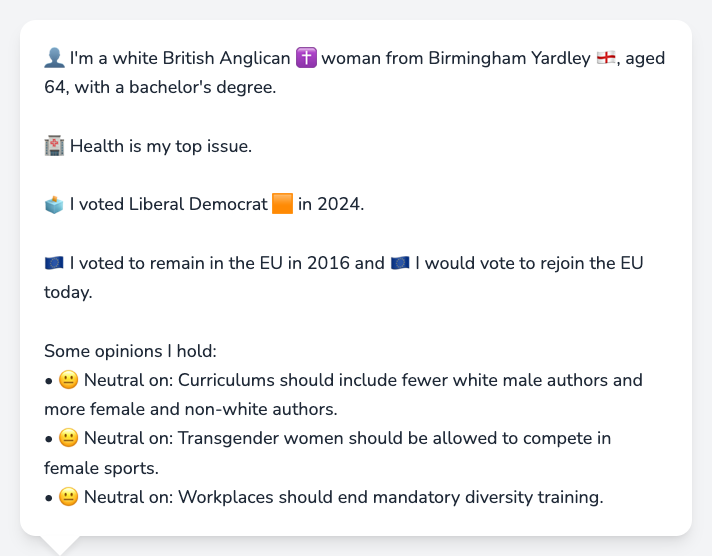 👤 I'm a white British Anglican ✝️ woman from Birmingham Yardley 🏴󠁧󠁢󠁥󠁮󠁧󠁿, aged
64, with a bachelor's degree.
🏥 Health is my top issue.
🗳️ I voted Liberal Democrat 🟧 in 2024.
🇪🇺 I voted to remain in the EU in 2016 and 🇪🇺 I would vote to rejoin the EU
today.
Some opinions I hold:
• 😐 Neutral on: Curriculums should include fewer white male authors and
more female and non-white authors.
• 😐 Neutral on: Transgender women should be allowed to compete in
female sports.
• 😐 Neutral on: Workplaces should end mandatory diversity training.